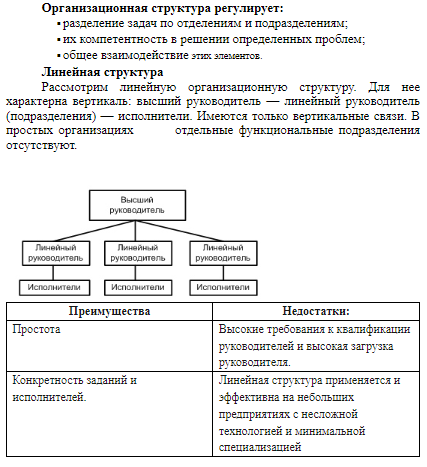 Организационная структура регулирует:
▪ разделение задач по отделениям и подразделениям;
▪ их компетентность в решении определенных проблем;
▪ общее взаимодействие этих элементов.
Линейная структура
Рассмотрим линейную организационную структуру. Для нее
характерна вертикаль: высший руководитель — линейный руководитель
(подразделения) — исполнители. Имеются только вертикальные связи. В
простых организациях отдельные функциональные подразделения
отсутствуют.
Высший
руководитель
Линейный
руководитель
Линейный
руководитель
Линейный
руководитель
Исполнители
Исполнители
Исполнители
Преимущества
Недостатки:
Простота
Высокие требования к квалификации
руководителей и высокая загрузка
руководителя.
Конкретность заданий и
исполнителей.
Линейная структура применяется и
эффективна на небольших
предприятиях с несложной
технологией и минимальной
специализацией